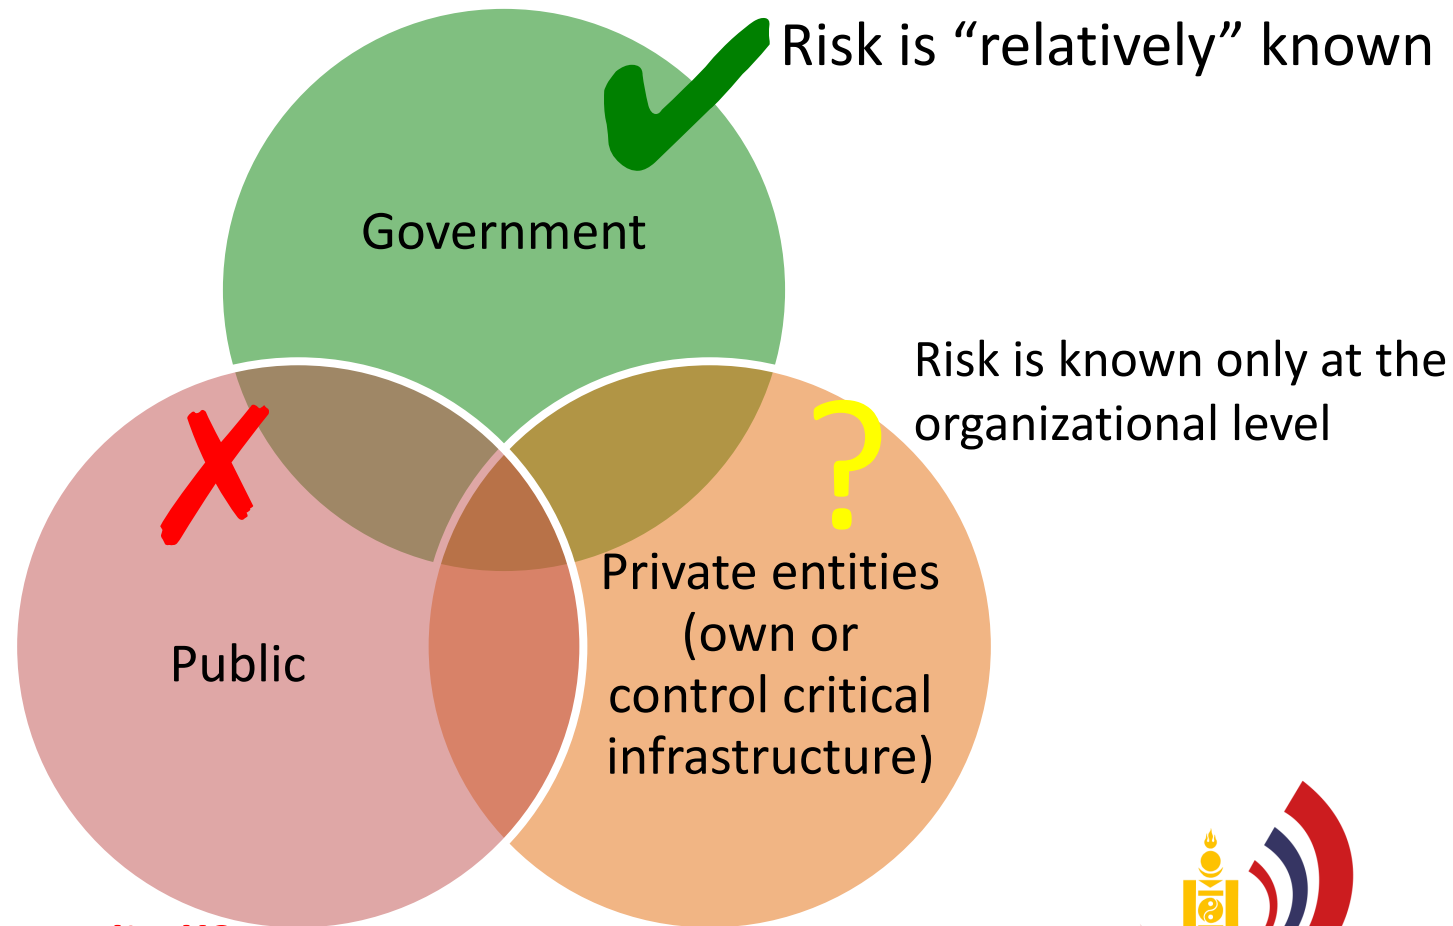 Risk is “relatively” known
Government
Risk is known only at the
organizational level
?
Private entities
(own or
control critical
infrastructure)
Public